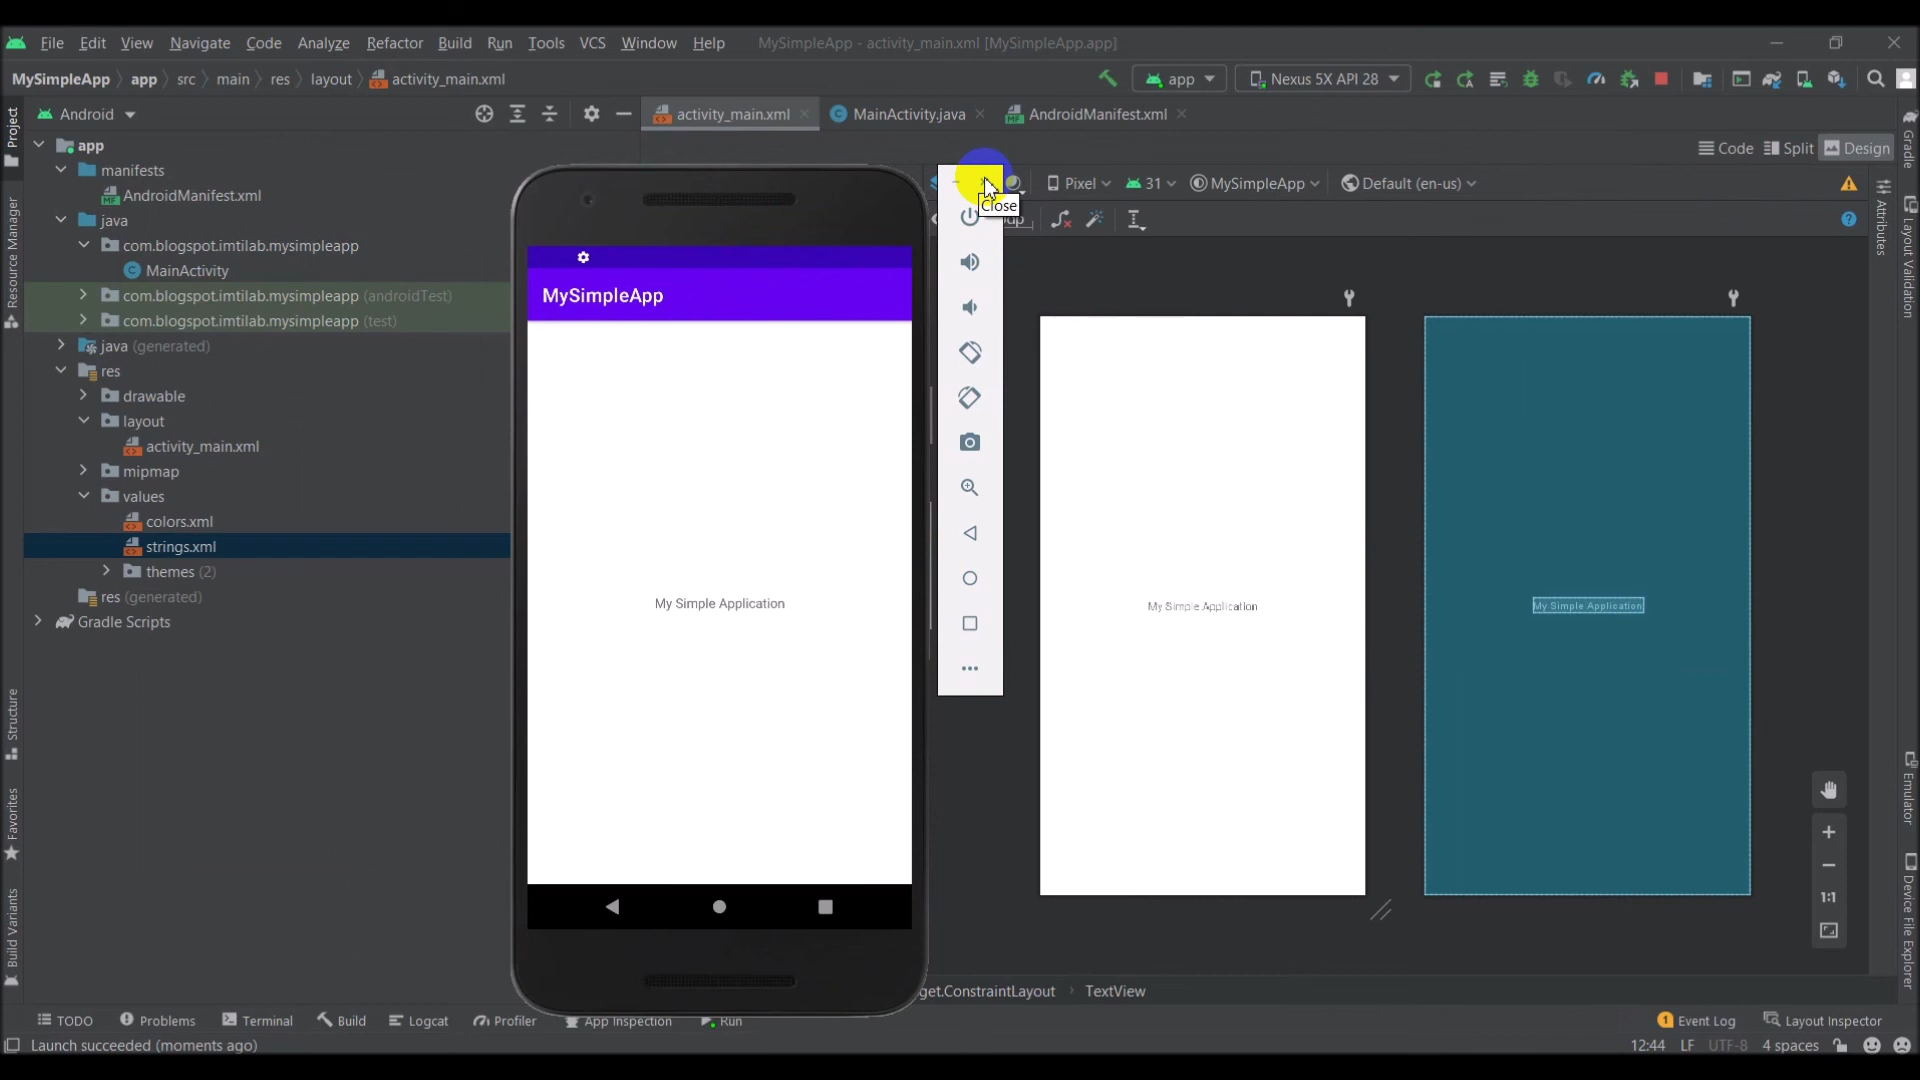 File Edit View Navigate Code Analyze Refactor Build Run Tools VCS Window Help MySimpleApp - activity_main.xml [MySimpleApp.app]
MySimpleApp app src main res layout activity_main.xml app Nexus 5X API 28
Project Android activity_main.xml MainActivity.java AndroidManifest.xml
Gradle
app
Code Split Design
manifests
Pixel 31 MySimpleApp Default (en-us)
AndroidManifest.xml
Close
Resource Manager
Attributes
Layout Validation
java
com.blogspot.imtilab.mysimpleapp
MainActivity
com.blogspot.imtilab.mysimpleapp (androidTest)
MySimpleApp
com.blogspot.imtilab.mysimpleapp (test)
java (generated)
res
drawable
layout
activity_main.xml
mipmap
values
colors.xml
strings.xml
themes (2)
res (generated)
My Simple Application
My Simple Application
My Simple Application
Gradle Scripts
Structure
Favorites
Build Variants
Emulator
Device File Explorer
1:1
get.ConstraintLayout TextView
TODO Problems Terminal Build Logcat Profiler App Inspection Run 1 Event Log Layout Inspector
Launch succeeded (moments ago) 12:44 LF UTF-8 4 spaces